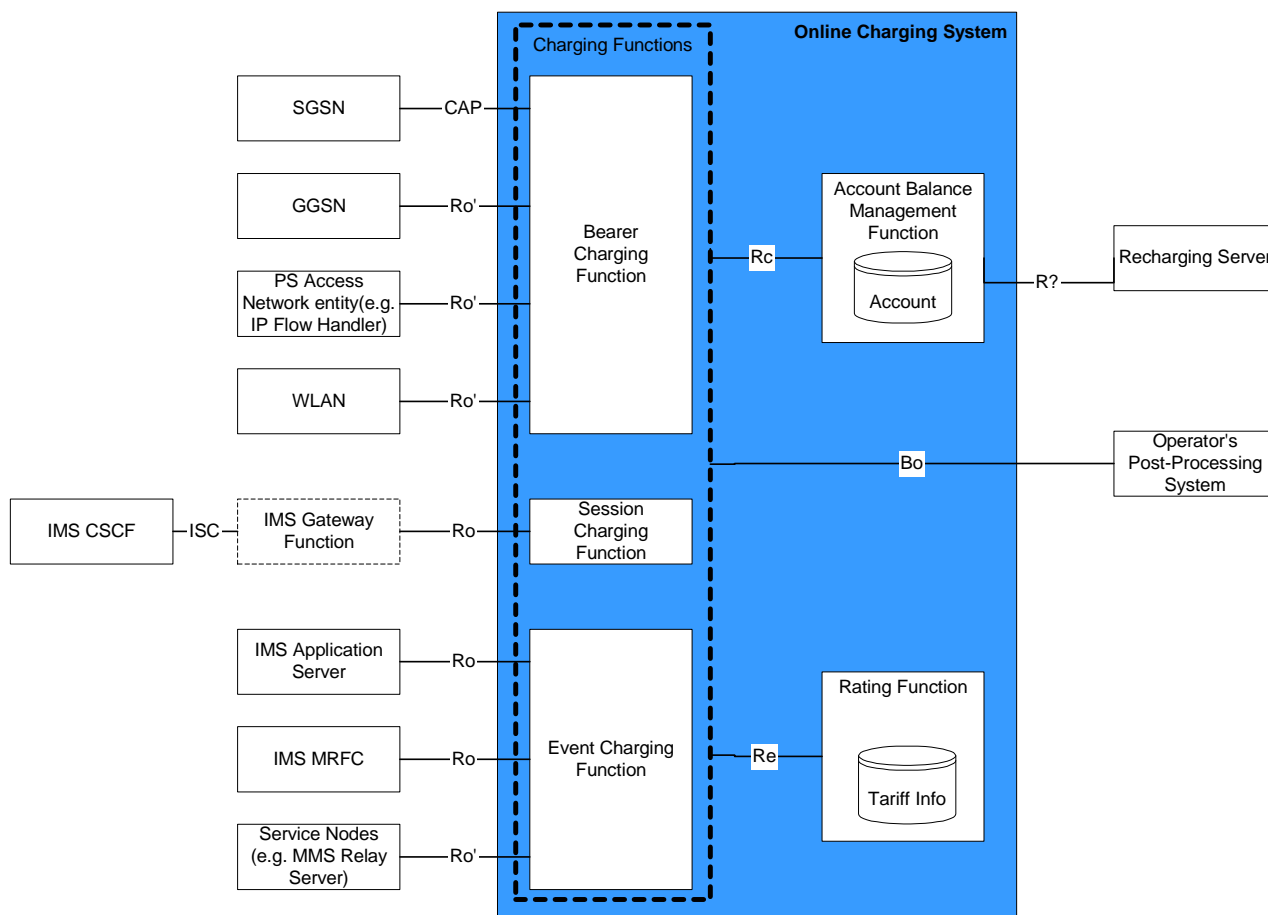 Online Charging System
Charging Functions
SGSN
CAP
GGSN
Ro'
PS Access
Network entity(e.g.
IP Flow Handler)
Ro'
WLAN
Ro'
Bearer
Charging
Function
Rc
Account Balance
Management
Function
Account
R?
Recharging Server
Bo
Operator's
Post-Processing
System
IMS CSCF
ISC
IMS Gateway
Function
Ro
Session
Charging
Function
IMS Application
Server
Ro
IMS MRFC
Ro
Service Nodes
(e.g. MMS Relay
Server)
Ro'
Event Charging
Function
Re
Rating Function
Tariff Info